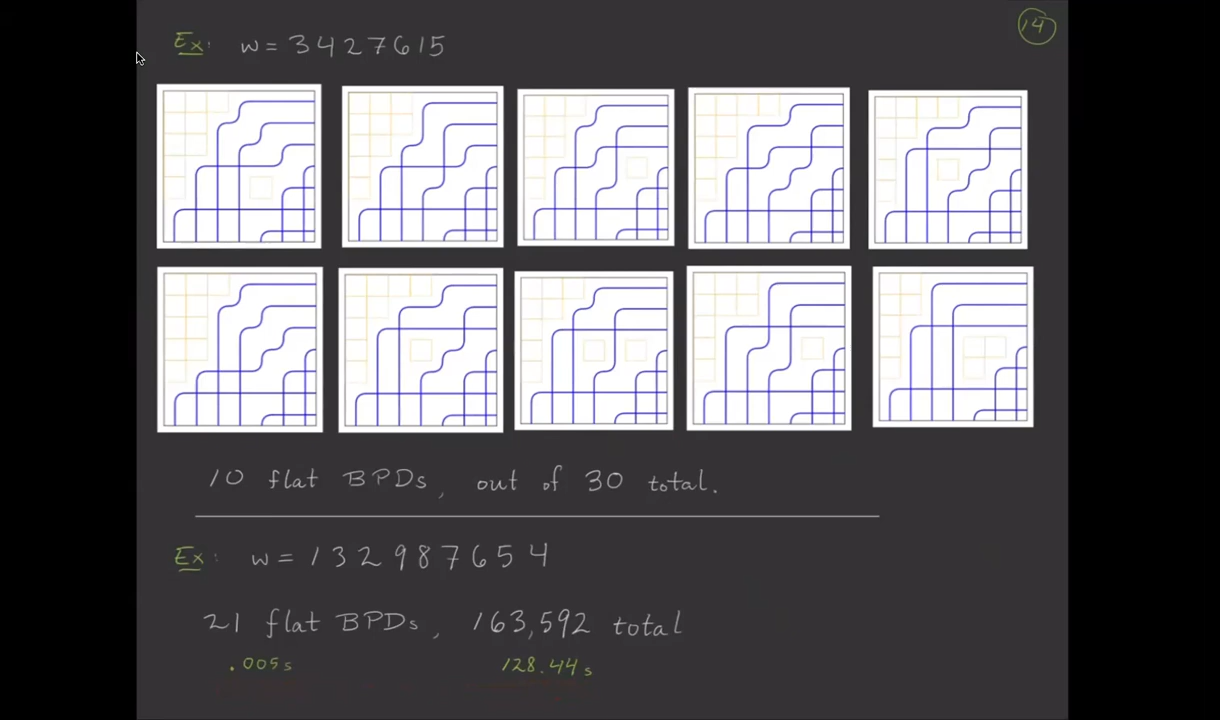 Ex: w = 3427615
14
10 flat BPDs, out of 30 total.
Ex: w = 132987654
21 flat BPDs, 163,592 total
.005s 128.44s